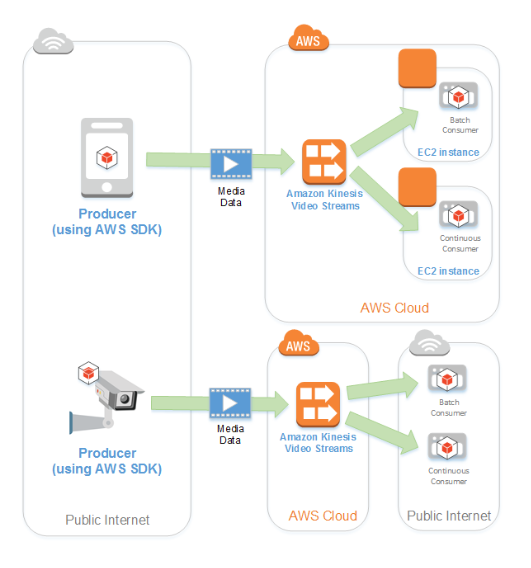 AWS
Batch
Consumer
EC2 instance
Producer
(using AWS SDK)
Media
Data
Amazon Kinesis
Video Streams
Continuous
Consumer
EC2 instance
AWS Cloud
AWS
Batch
Consumer
Producer
(using AWS SDK)
Media
Data
Amazon Kinesis
Video Streams
Continuous
Consumer
Public Internet
AWS Cloud
Public Internet